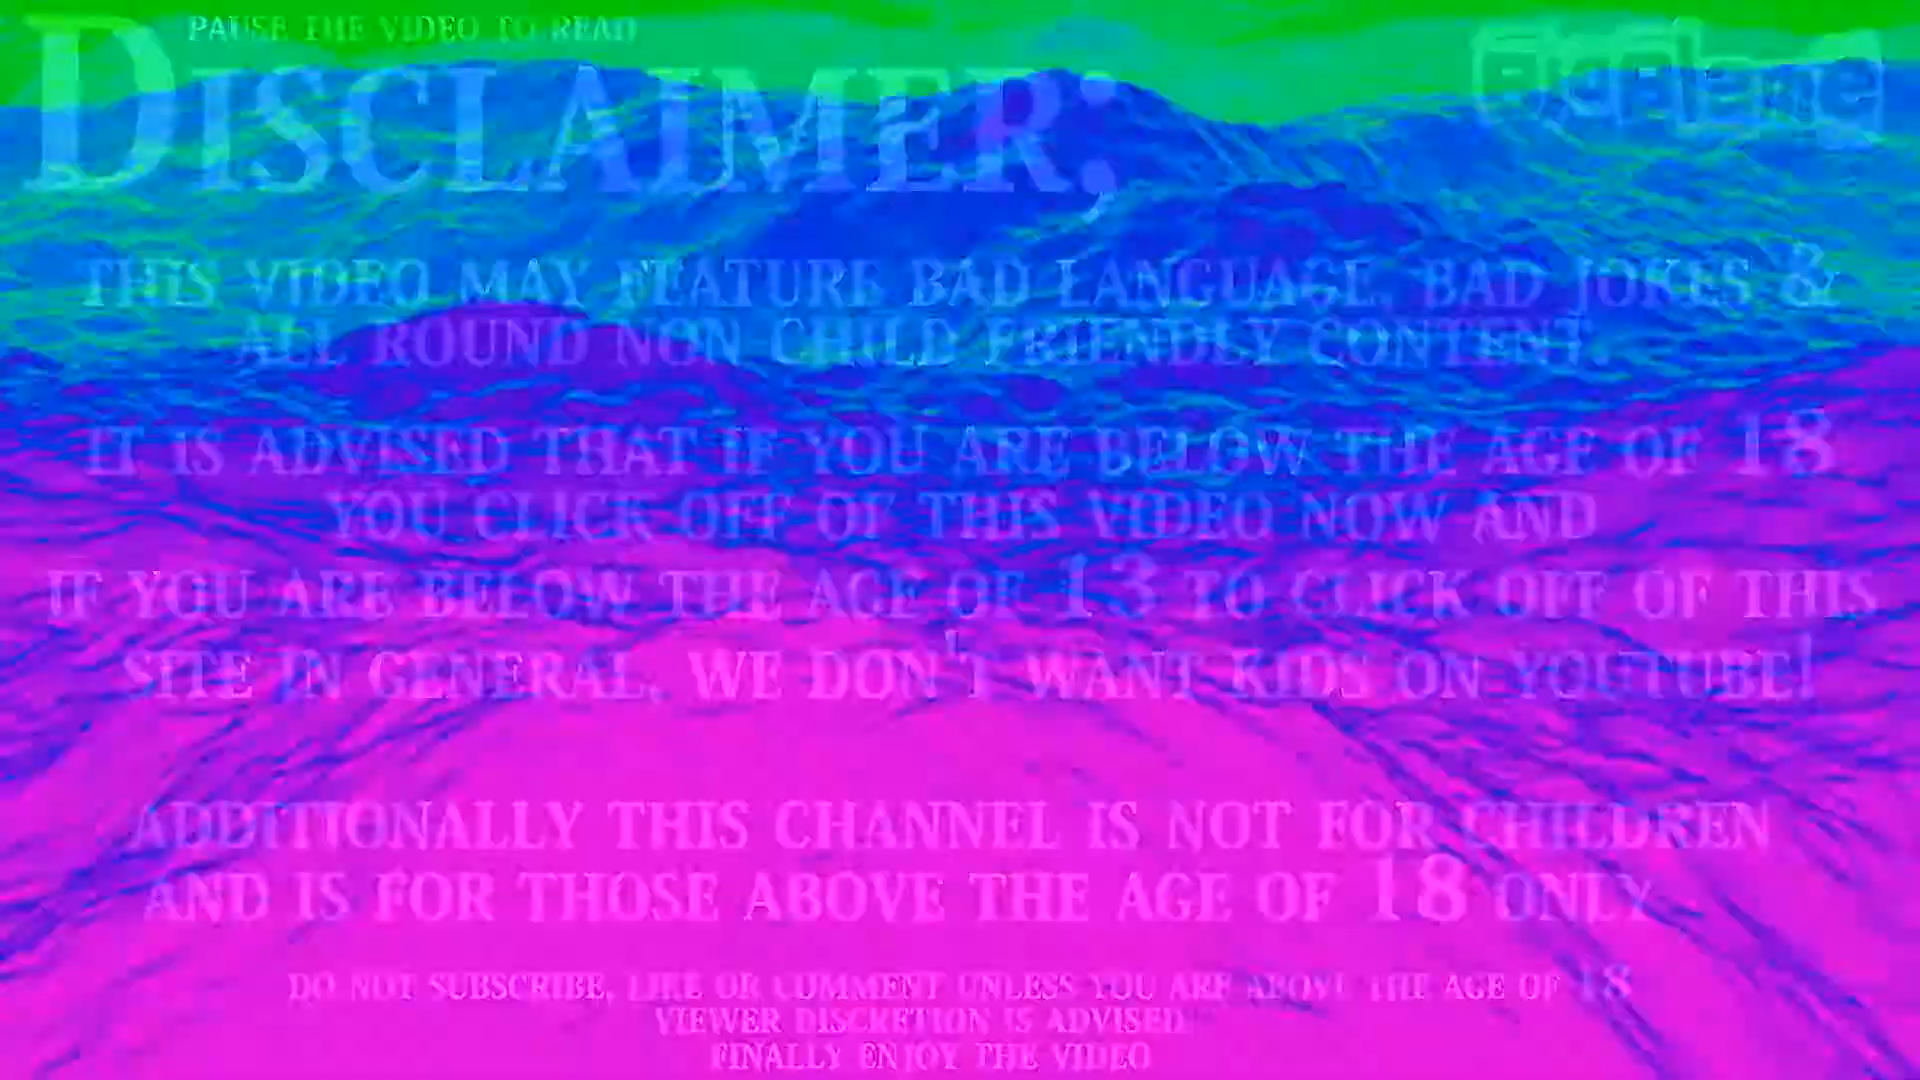 PAUSE THE VIDEO TO READ
DISCLAIMER;
THIS VIDEO MAY FEATURE BAD LANGUAGE, BAD JOKES &
ALL ROUND NON CHILD FRIENDLY CONTENT.
IT IS ADVISED THAT IF YOU ARE BELOW THE AGE OF 18
YOU CLICK OFF OF THIS VIDEO NOW AND
IF YOU ARE BELOW THE AGE OF 13 TO CLICK OFF OF THIS
SITE IN GENERAL, WE DON'T WANT KIDS ON YOUTUBE!
ADDITIONALLY THIS CHANNEL IS NOT FOR CHILDREN
AND IS FOR THOSE ABOVE THE AGE OF 18 ONLY
DO NOT SUBSCRIBE, LIKE OR COMMENT UNLESS YOU ARE ABOVE THE AGE OF 18
VIEWER DISCRETION IS ADVISED
FINALLY ENJOY THE VIDEO